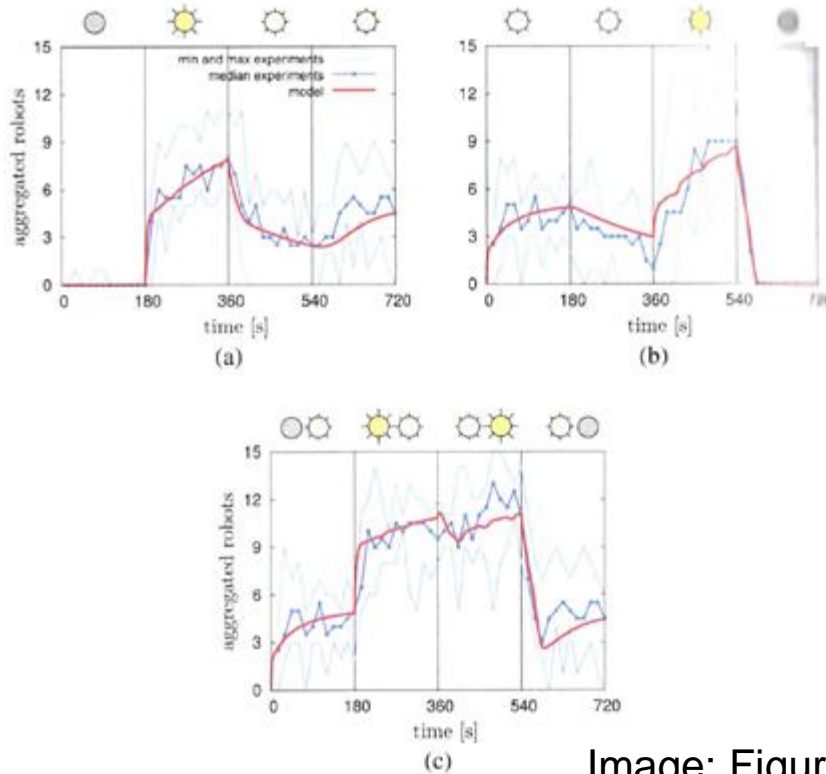 15
12
9
6
3
0
aggregated robots
min and max experiments
median experiments
model
0 180 360 540 720
time [s]
(a)
15
12
9
6
3
0
0 180 360 540
time [s]
(b)
15
12
9
6
3
0
aggregated robots
0 180 360 540 720
time [s]
(c)
Image: Figur